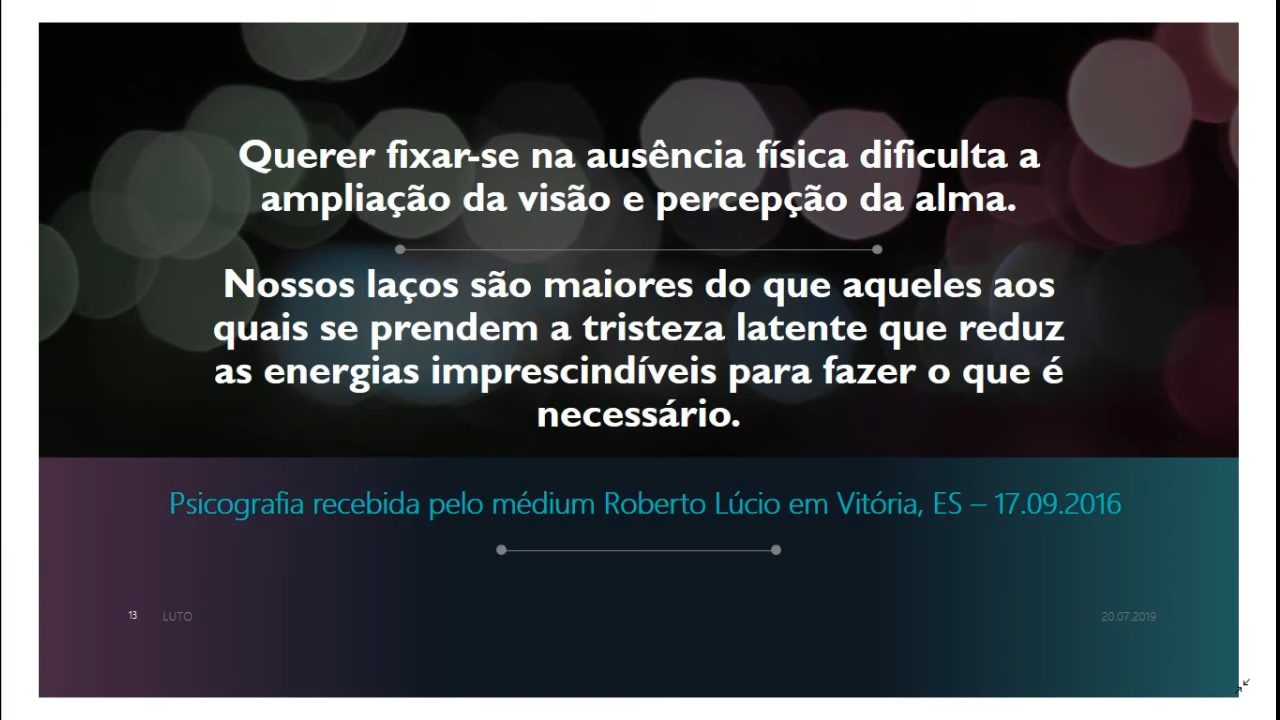 Querer fixar-se na ausência física dificulta a
ampliação da visão e percepção da alma.
Nossos laços são maiores do que aqueles aos
quais se prendem a tristeza latente que reduz
as energias imprescindíveis para fazer o que é
necessário.
Psicografia recebida pelo médium Roberto Lúcio em Vitória, ES – 17.09.2016
13 LUTO 20.07.2019